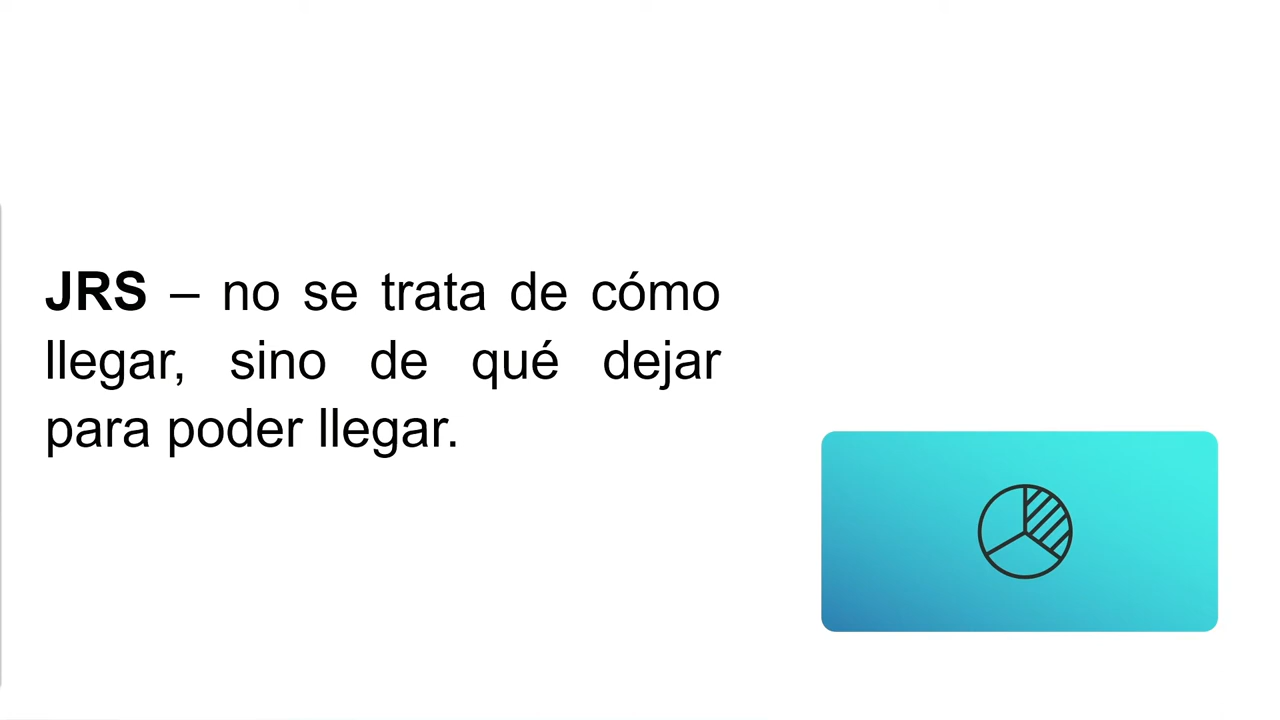 JRS – no se trata de cómo
llegar, sino de qué dejar
para poder llegar.